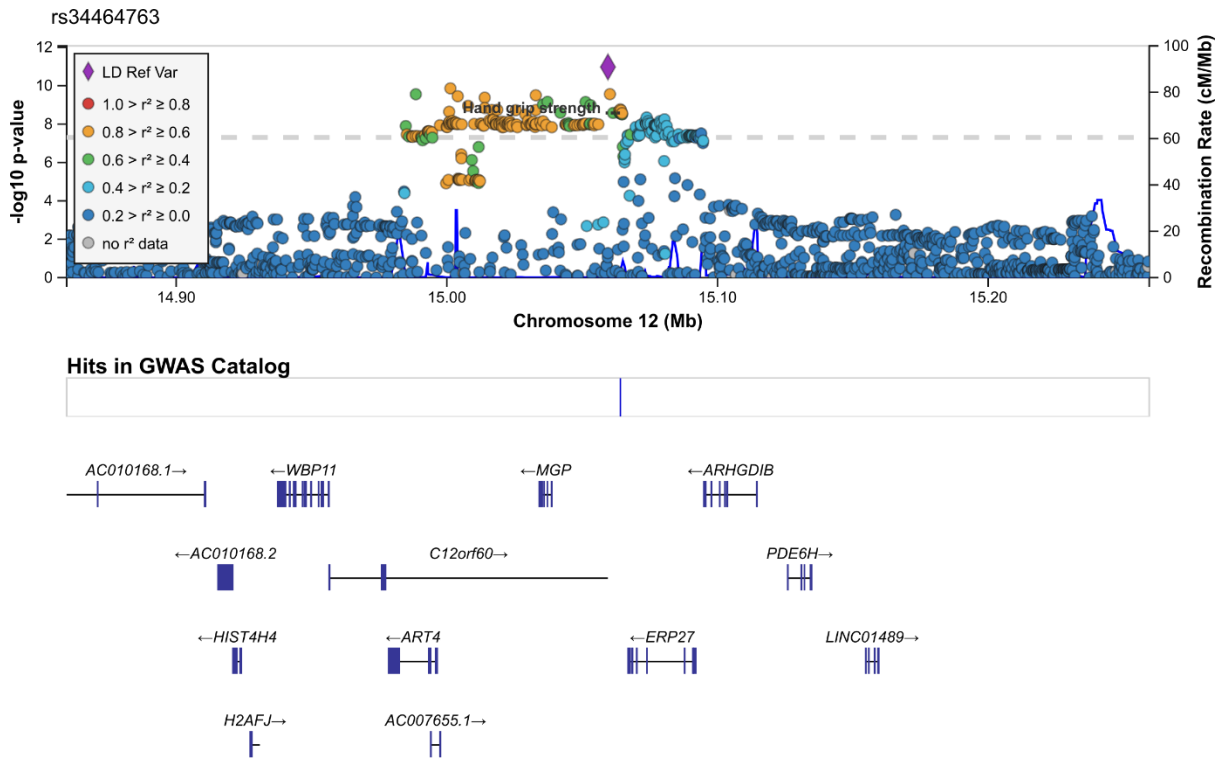 rs34464763
12
10
8
6
4
2
0
-log10 p-value
LD Ref Var
1.0 > r² ≥ 0.8
0.8 > r² ≥ 0.6
0.6 > r² ≥ 0.4
0.4 > r² ≥ 0.2
0.2 > r² ≥ 0.0
no r² data
Hand grip strength
100
80
60
40
20
0
Recombination Rate (cM/Mb)
14.90 15.00 15.10 15.20
Chromosome 12 (Mb)
Hits in GWAS Catalog
AC010168.1→ ←WBP11 ←MGP ←ARHGDIB
←AC010168.2 C12orf60→ PDE6H→
←HIST4H4 ←ART4 ←ERP27 LINC01489→
H2AFJ→ AC007655.1→